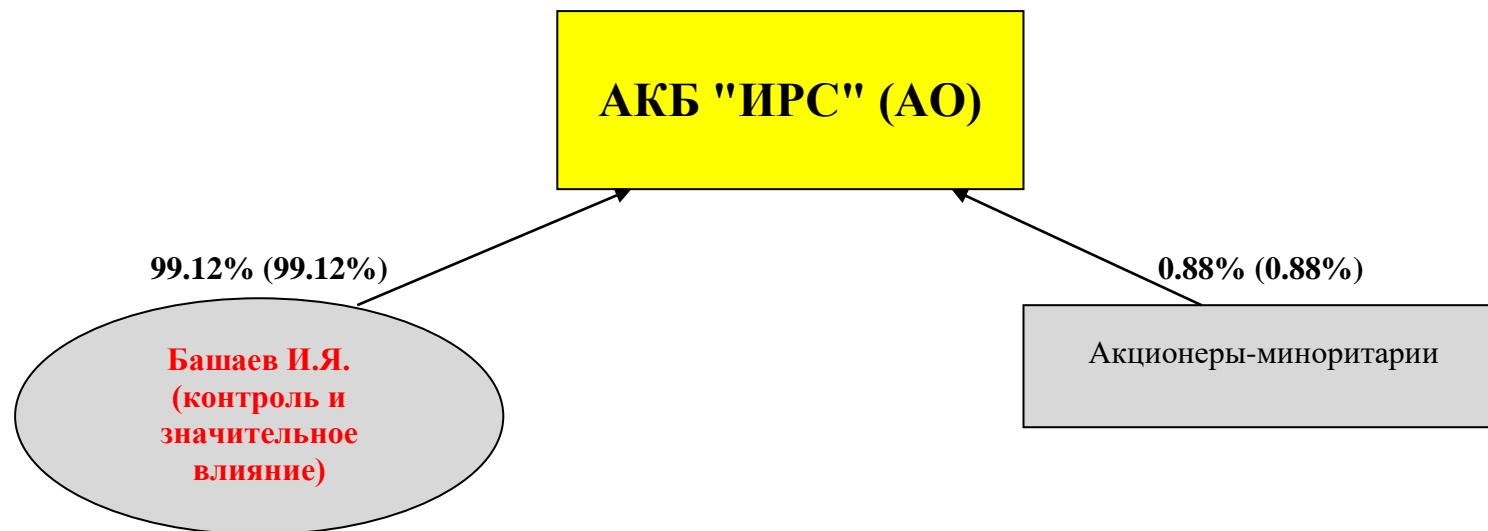 АКБ "ИРС" (АО)
99.12% (99.12%)
0.88% (0.88%)
Башаев И.Я.
(контроль и
значительное
влияние)
Акционеры-миноритарии